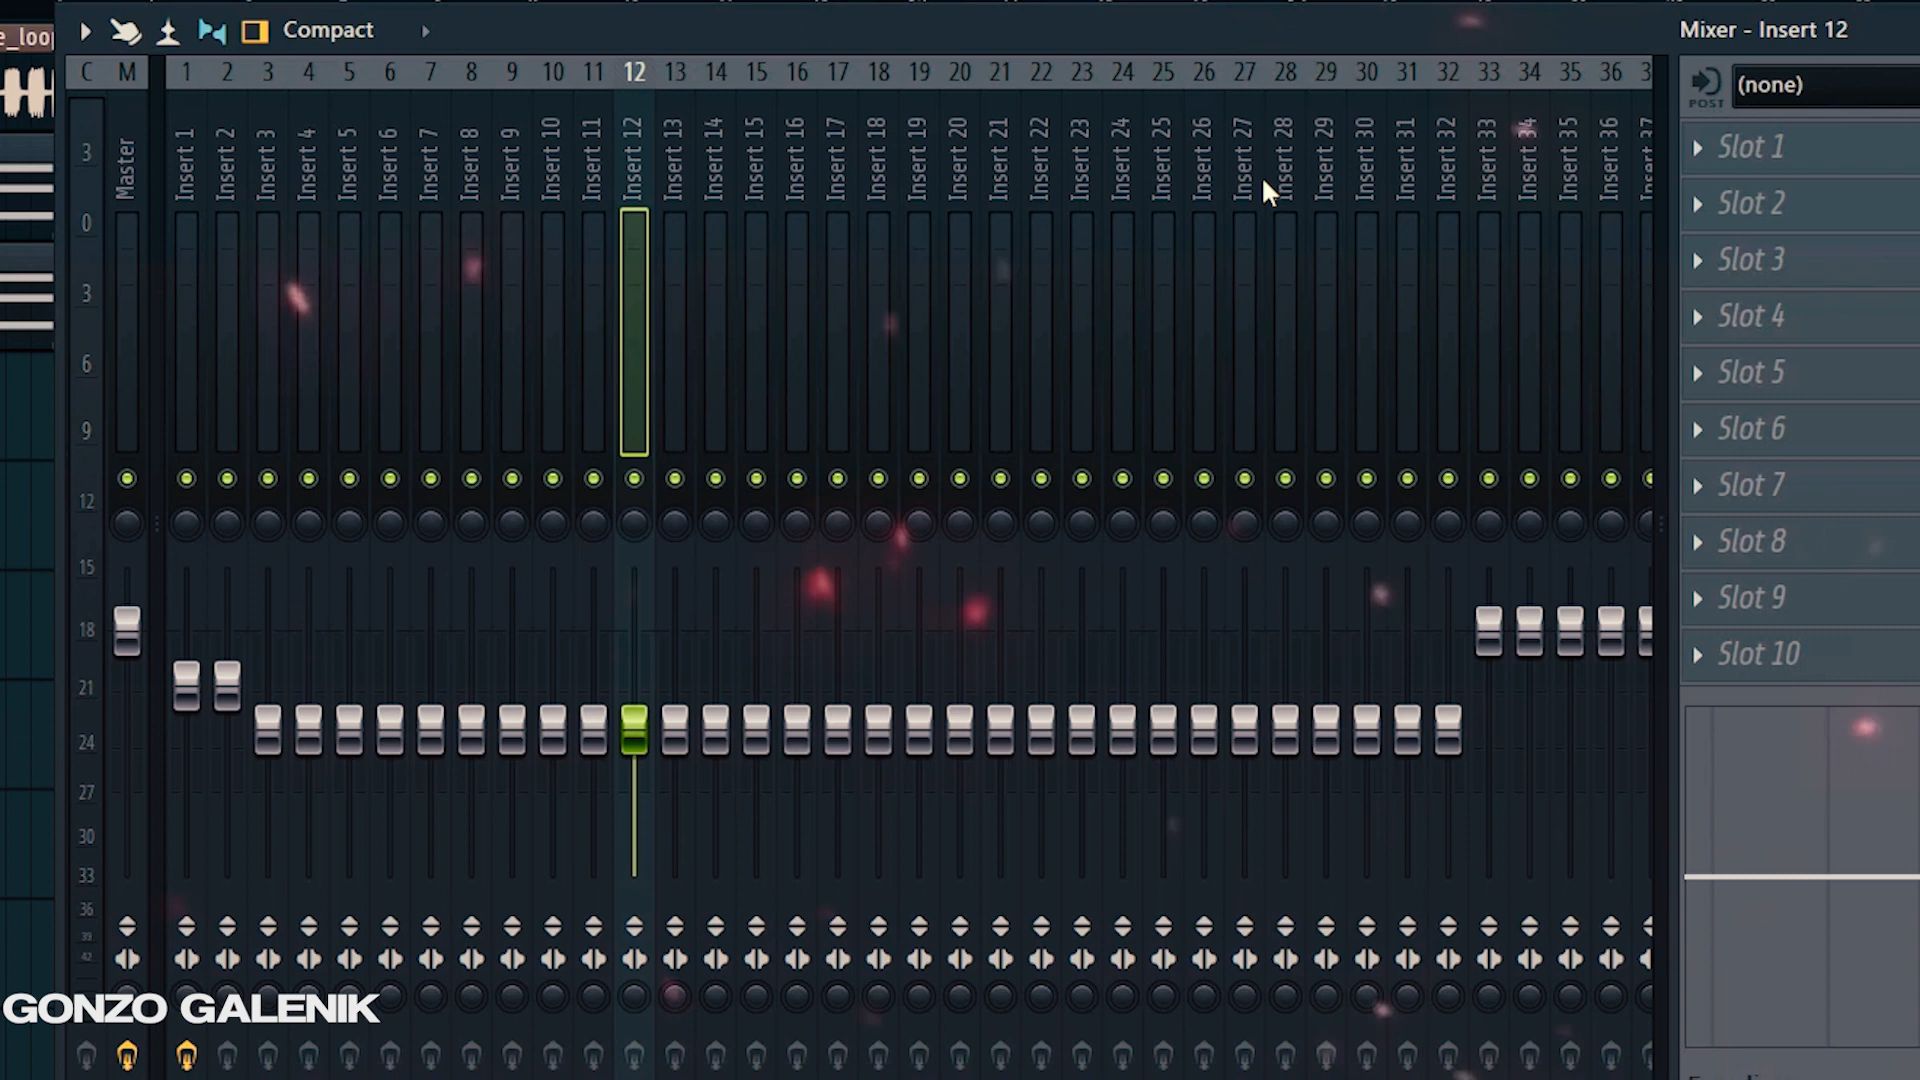 e_loop
Compact
Mixer - Insert 12
C M 1 2 3 4 5 6 7 8 9 10 11 12 13 14 15 16 17 18 19 20 21 22 23 24 25 26 27 28 29 30 31 32 33 34 35 36
POST (none)
Master Insert 1 Insert 2 Insert 3 Insert 4 Insert 5 Insert 6 Insert 7 Insert 8 Insert 9 Insert 10 Insert 11 Insert 12 Insert 13 Insert 14 Insert 15 Insert 16 Insert 17 Insert 18 Insert 19 Insert 20 Insert 21 Insert 22 Insert 23 Insert 24 Insert 25 Insert 26 Insert 27 Insert 28 Insert 29 Insert 30 Insert 31 Insert 32 Insert 33 Insert 34 Insert 35 Insert 36 Insert 37
3
0
3
6
9
12
15
18
21
24
27
30
33
36
39
42
Slot 1
Slot 2
Slot 3
Slot 4
Slot 5
Slot 6
Slot 7
Slot 8
Slot 9
Slot 10
GONZO GALENIK